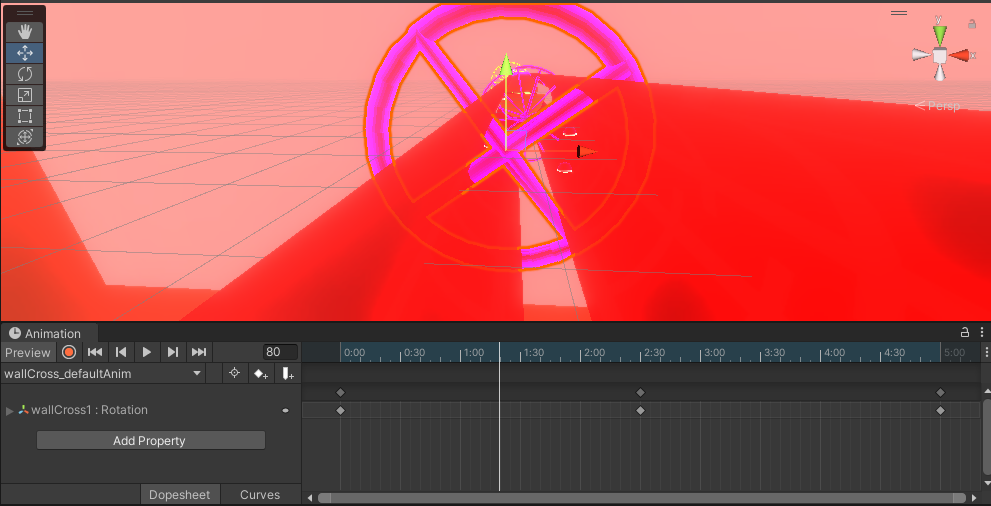 y
x
Persp
Animation
Preview
80
0:00 0:30 1:00 1:30 2:00 2:30 3:00 3:30 4:00 4:30 5:00
wallCross_defaultAnim
wallCross1 : Rotation
Add Property
Dopesheet Curves